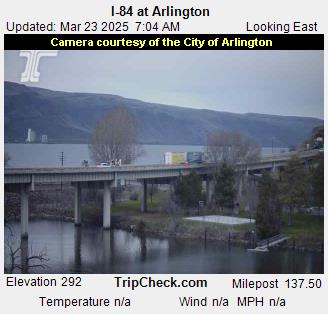 I-84 at Arlington
Updated: Mar 23 2025 7:04 AM Looking East
Camera courtesy of the City of Arlington
Elevation 292 TripCheck.com Milepost 137.50
Temperature n/a Wind n/a MPH n/a